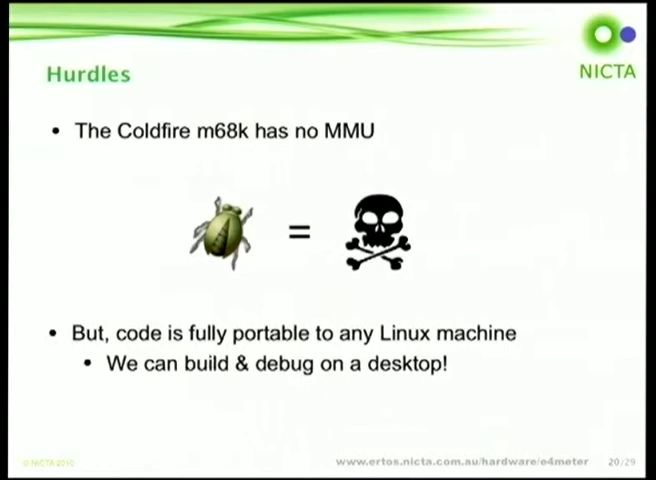 NICTA
Hurdles
• The Coldfire m68k has no MMU
=
• But, code is fully portable to any Linux machine
• We can build & debug on a desktop!
© NICTA 2010
www.ertos.nicta.com.au/hardware/e4meter
20/29